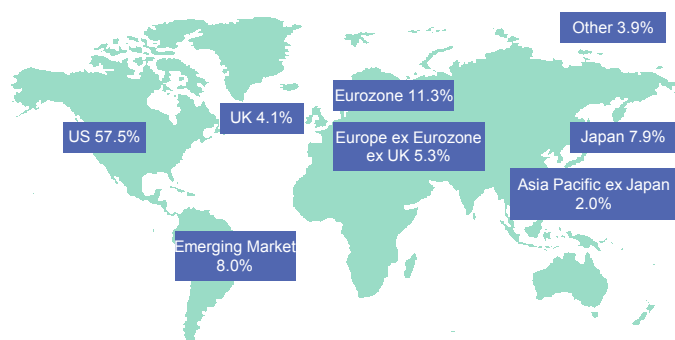 Other 3.9%
Eurozone 11.3%
UK 4.1%
US 57.5%
Europe ex Eurozone
ex UK 5.3%
Japan 7.9%
Asia Pacific ex Japan
2.0%
Emerging Market
8.0%